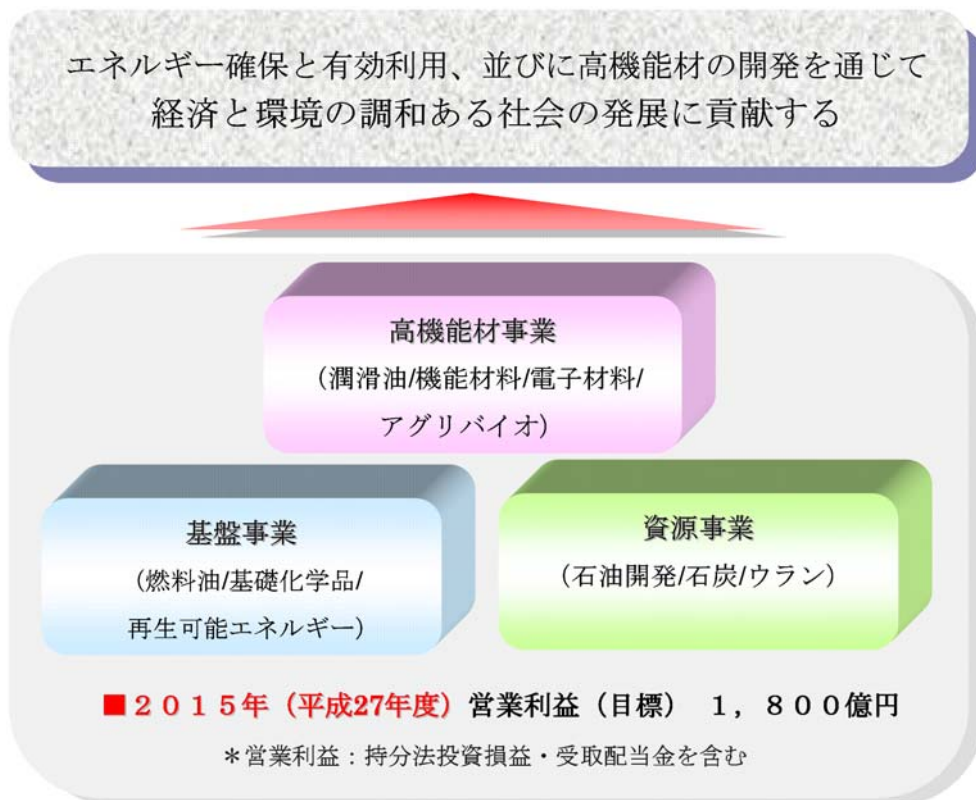 エネルギー確保と有効利用、並びに高機能材の開発を通じて
経済と環境の調和ある社会の発展に貢献する
高機能材事業
（潤滑油/機能材料/電子材料/
アグリバイオ）
基盤事業
（燃料油/基礎化学品/
再生可能エネルギー）
資源事業
（石油開発/石炭/ウラン）
■２０１５年（平成27年度）営業利益（目標）　１，８００億円
＊営業利益：持分法投資損益・受取配当金を含む